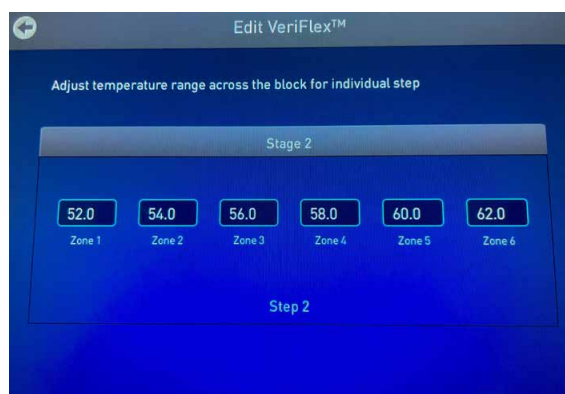 Edit VeriFlex™
Adjust temperature range across the block for individual step
Stage 2
52.0 54.0 56.0 58.0 60.0 62.0
Zone 1 Zone 2 Zone 3 Zone 4 Zone 5 Zone 6
Step 2